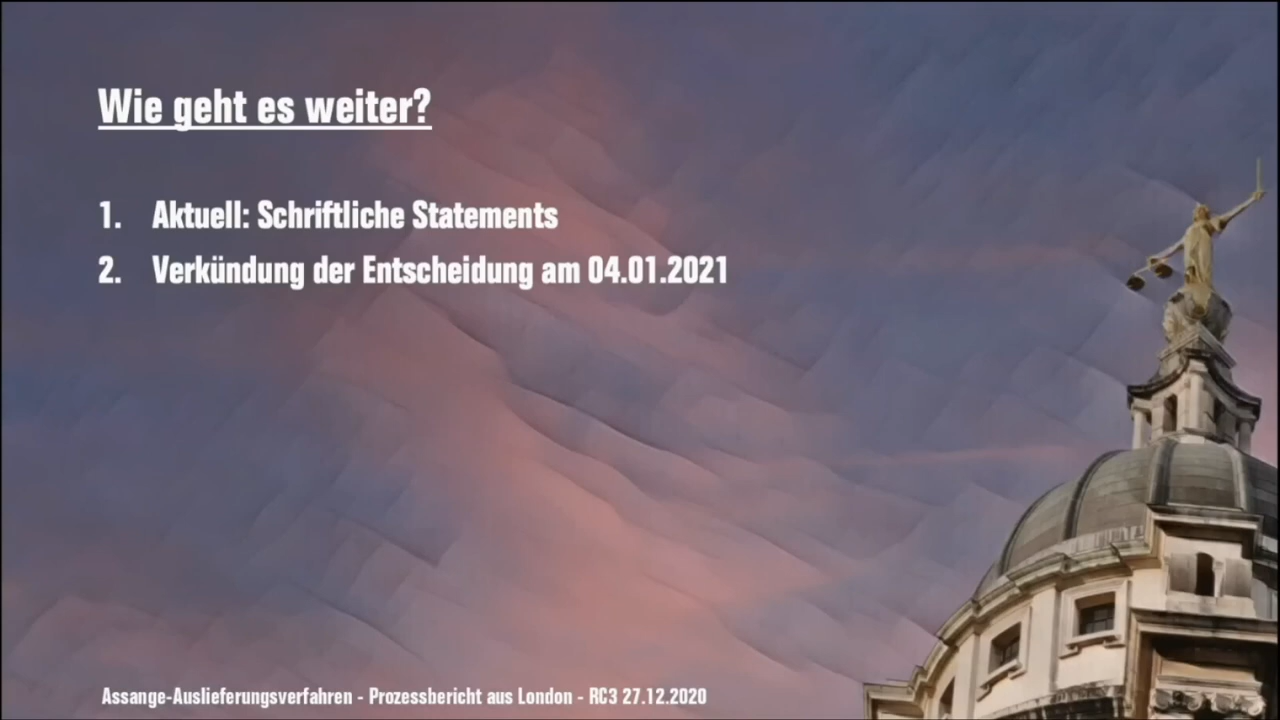 Wie geht es weiter?
1. Aktuell: Schriftliche Statements
2. Verkündung der Entscheidung am 04.01.2021
Assange-Auslieferungsverfahren - Prozessbericht aus London - RC3 27.12.2020